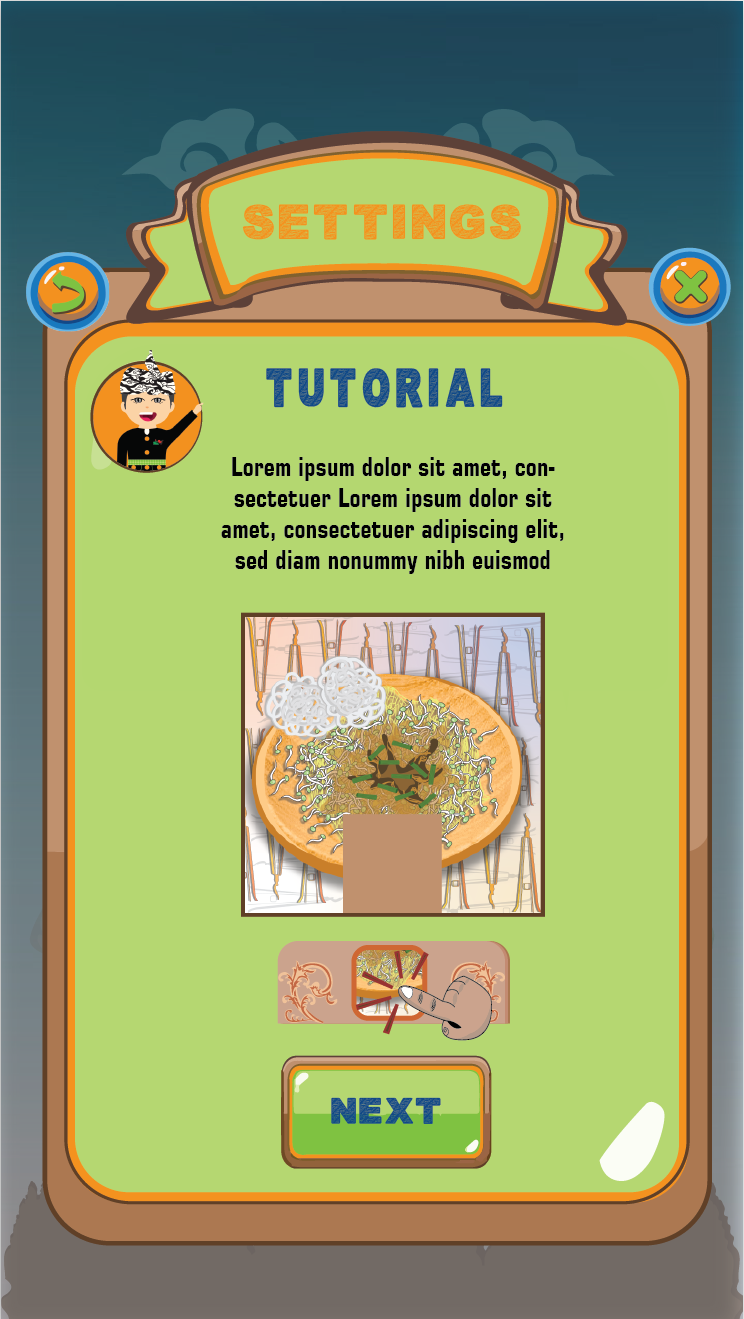 SETTINGS
TUTORIAL
Lorem ipsum dolor sit amet, con-
sectetuer Lorem ipsum dolor sit
amet, consectetuer adipiscing elit,
sed diam nonummy nibh euismod
NEXT